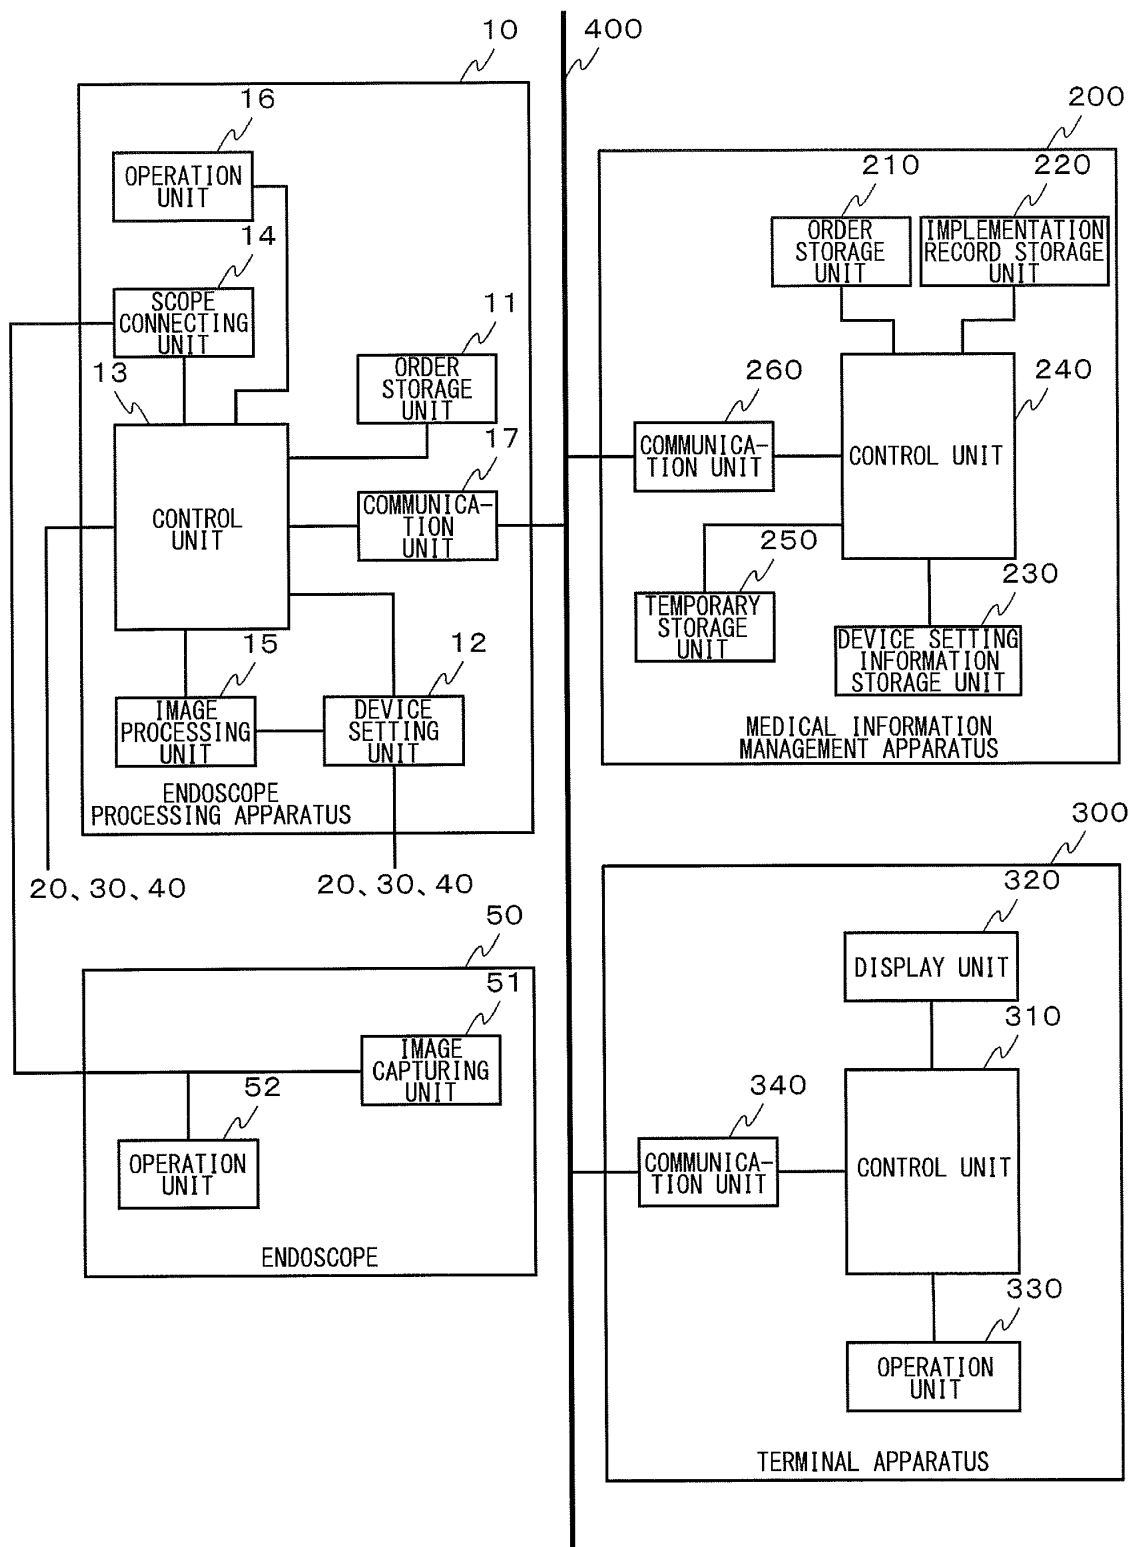 10
400
16
OPERATION
UNIT
14
SCOPE
CONNECTING
UNIT
11
ORDER
STORAGE
UNIT
13
CONTROL
UNIT
17
COMMUNICA-
TION
UNIT
15
IMAGE
PROCESSING
UNIT
12
DEVICE
SETTING
UNIT
ENDOSCOPE
PROCESSING APPARATUS
20、30、40
20、30、40
50
51
IMAGE
CAPTURING
UNIT
52
OPERATION
UNIT
ENDOSCOPE
200
210
ORDER
STORAGE
UNIT
220
IMPLEMENTATION
RECORD STORAGE
UNIT
260
COMMUNICA-
TION UNIT
240
CONTROL UNIT
250
TEMPORARY
STORAGE
UNIT
230
DEVICE SETTING
INFORMATION
STORAGE UNIT
MEDICAL INFORMATION
MANAGEMENT APPARATUS
300
320
DISPLAY UNIT
310
CONTROL UNIT
340
COMMUNICA-
TION UNIT
330
OPERATION
UNIT
TERMINAL APPARATUS